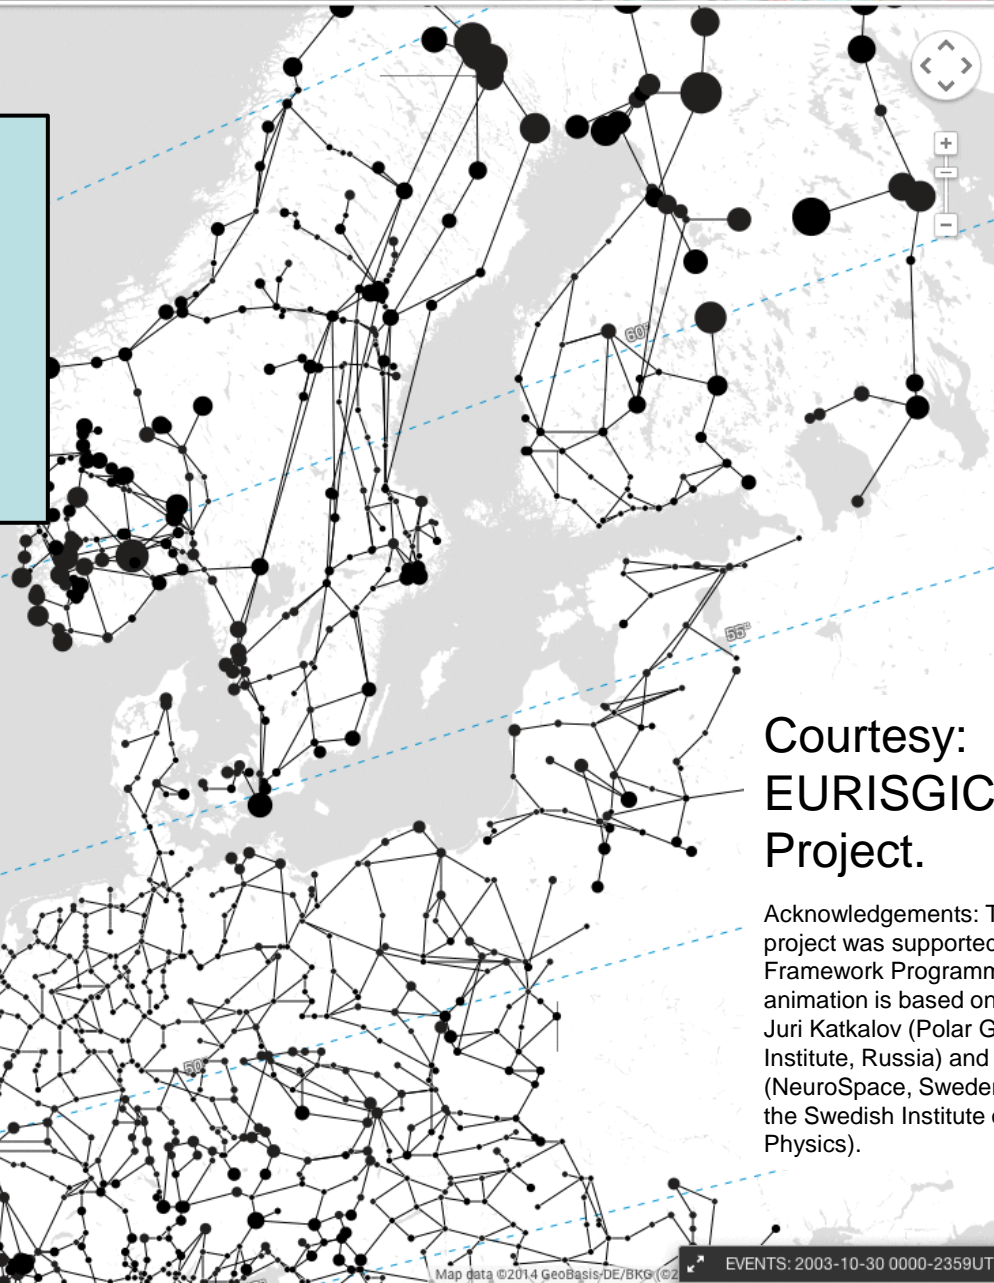 60°
55°
Courtesy:
EURISGIC
Project.
Acknowledgements: T
project was supported
Framework Programm
animation is based on
Juri Katkalov (Polar G
Institute, Russia) and
(NeuroSpace, Sweden
the Swedish Institute
Physics).
50°
Map data ©2014 GeoBasis-DE/BKG (©2
EVENTS: 2003-10-30 0000-2359UT